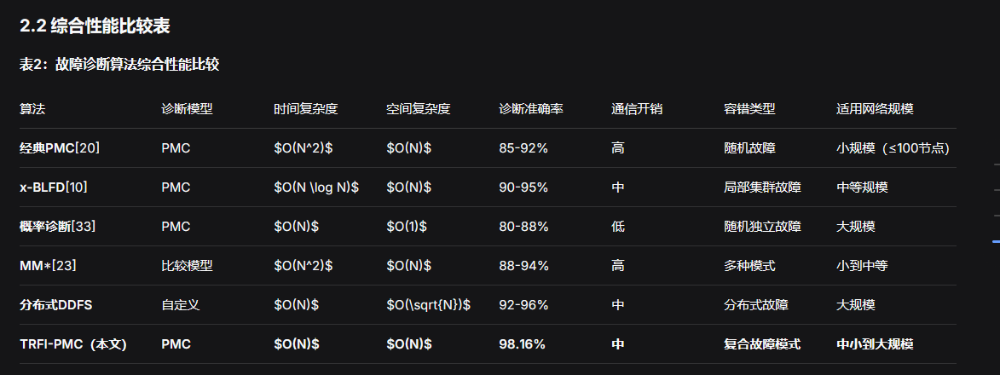 2.2 综合性能比较表
表2：故障诊断算法综合性能比较
算法 诊断模型 时间复杂度 空间复杂度 诊断准确率 通信开销 容错类型 适用网络规模
经典PMC[20] PMC $O(N^2)$ $O(N)$ 85-92% 高 随机故障 小规模（≤100节点）
x-BLFD[10] PMC $O(N \log N)$ $O(N)$ 90-95% 中 局部集群故障 中等规模
概率诊断[33] PMC $O(N)$ $O(1)$ 80-88% 低 随机独立故障 大规模
MM*[23] 比较模型 $O(N^2)$ $O(N)$ 88-94% 高 多种模式 小到中等
分布式DDFS 自定义 $O(N)$ $O(\sqrt{N})$ 92-96% 中 分布式故障 大规模
TRFI-PMC（本文） PMC $O(N)$ $O(N)$ 98.16% 中 复合故障模式 中小到大规模